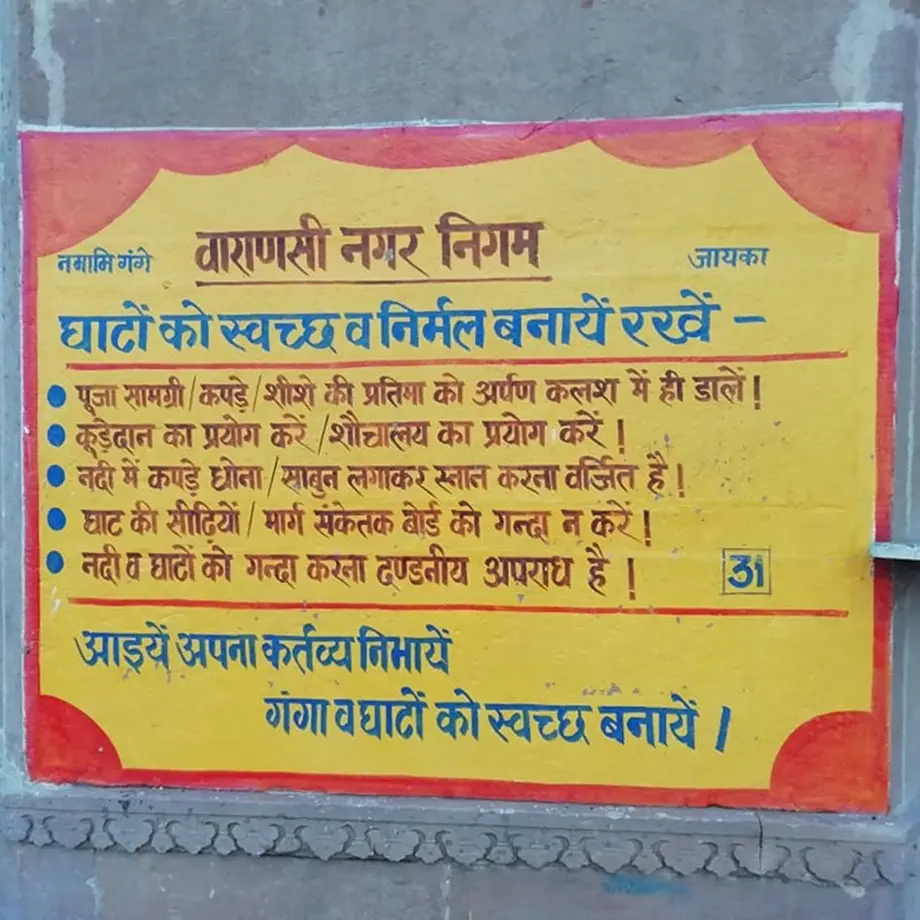 नमामि गंगे वाराणसी नगर निगम जायका
घाटों को स्वच्छ व निर्मल बनायें रखें –
• पूजा सामग्री / कपड़े / शीशे की प्रतिमा को अर्पण कलश में ही डालें !
• कूड़ेदान का प्रयोग करें / शौचालय का प्रयोग करें !
• नदी में कपड़े धोना / साबुन लगाकर स्नान करना वर्जित है !
• घाट की सीढ़ियों / मार्ग संकेतक बोर्ड को गन्दा न करें !
• नदी व घाटों को गन्दा करना दण्डनीय अपराध है ! 31
आइयें अपना कर्तव्य निभायें
गंगा व घाटों को स्वच्छ बनायें ।